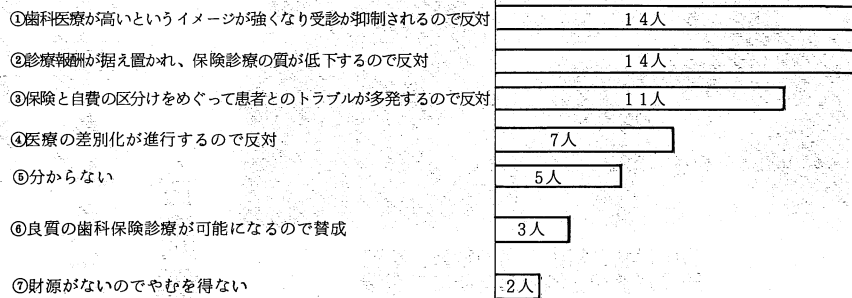 ①歯科医療が高いというイメージが強くなり受診が抑制されるので反対 14人
②診療報酬が据え置かれ、保険診療の質が低下するので反対 14人
③保険と自費の区分けをめぐって患者とのトラブルが多発するので反対 11人
④医療の差別化が進行するので反対 7人
⑤分からない 5人
⑥良質の歯科保険診療が可能になるので賛成 3人
⑦財源がないのでやむを得ない 2人